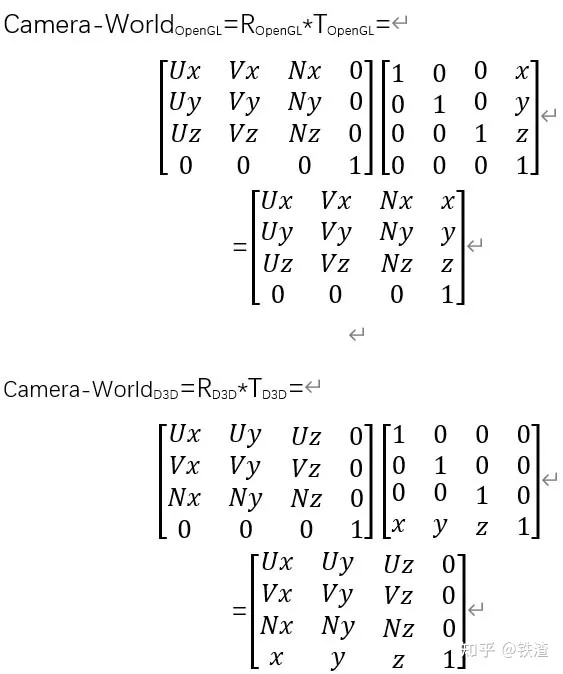 Camera-WorldOpenGL=ROpenGL*TOpenGL=↵
[Ux Vx Nx 0] [1 0 0 x]
[Uy Vy Ny 0] [0 1 0 y] ↵
[Uz Vz Nz 0] [0 0 1 z]
[0 0 0 1] [0 0 0 1]
= [Ux Vx Nx x]
[Uy Vy Ny y] ↵
[Uz Vz Nz z]
[0 0 0 1]
↵
Camera-WorldD3D=RD3D*TD3D=↵
[Ux Uy Uz 0] [1 0 0 0]
[Vx Vy Vz 0] [0 1 0 0] ↵
[Nx Ny Nz 0] [0 0 1 0]
[0 0 0 1] [x y z 1]
= [Ux Uy Uz 0]
[Vx Vy Vz 0] ↵
[Nx Ny Nz 0]
[x y z 1]
知乎 @铁渣